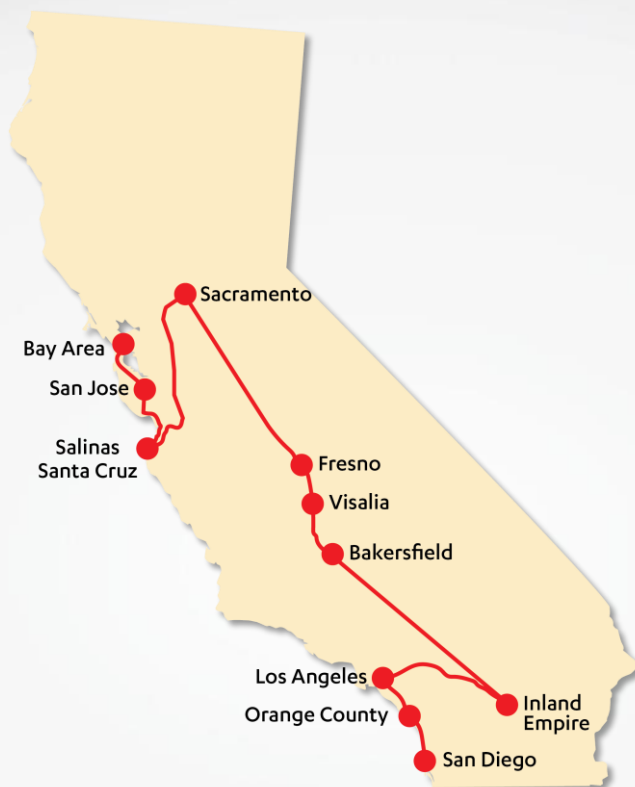 Sacramento
Bay Area
San Jose
Salinas
Santa Cruz
Fresno
Visalia
Bakersfield
Los Angeles
Inland
Empire
Orange County
San Diego